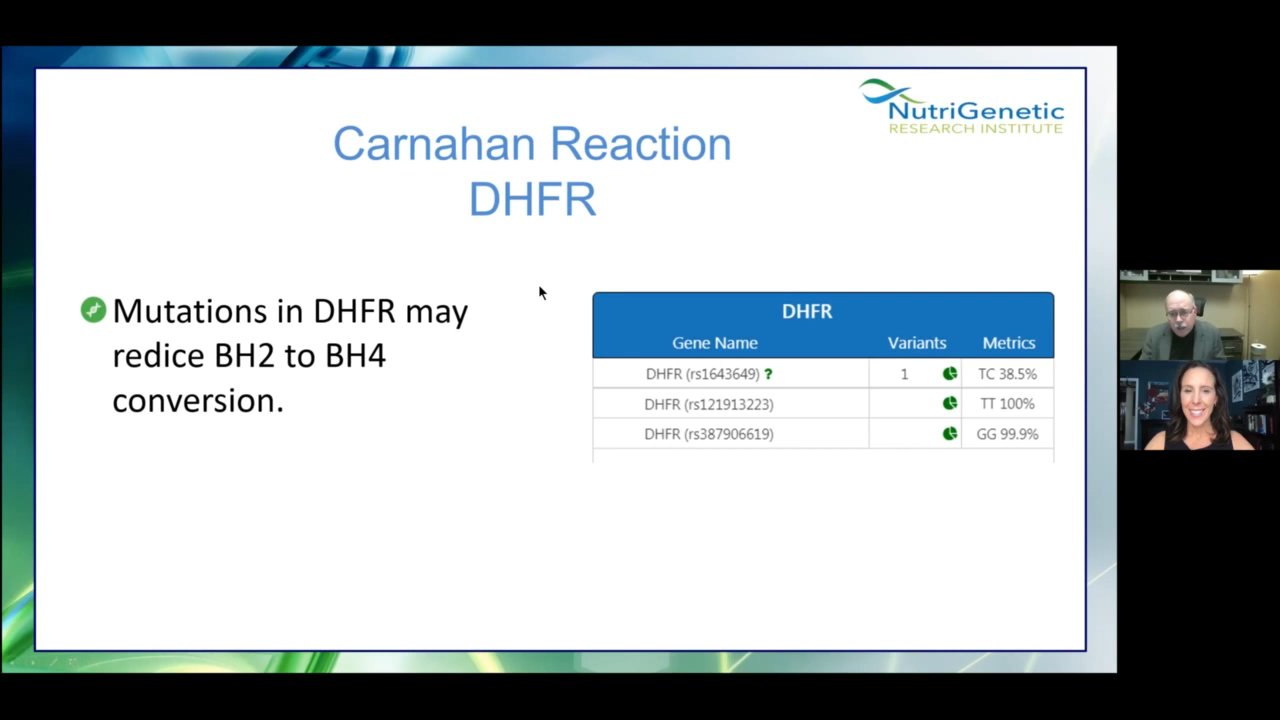 NutriGenetic
RESEARCH INSTITUTE
Carnahan Reaction
DHFR
Mutations in DHFR may
redice BH2 to BH4
conversion.
DHFR
Gene Name Variants Metrics
DHFR (rs1643649) ? 1 TC 38.5%
DHFR (rs121913223) TT 100%
DHFR (rs387906619) GG 99.9%